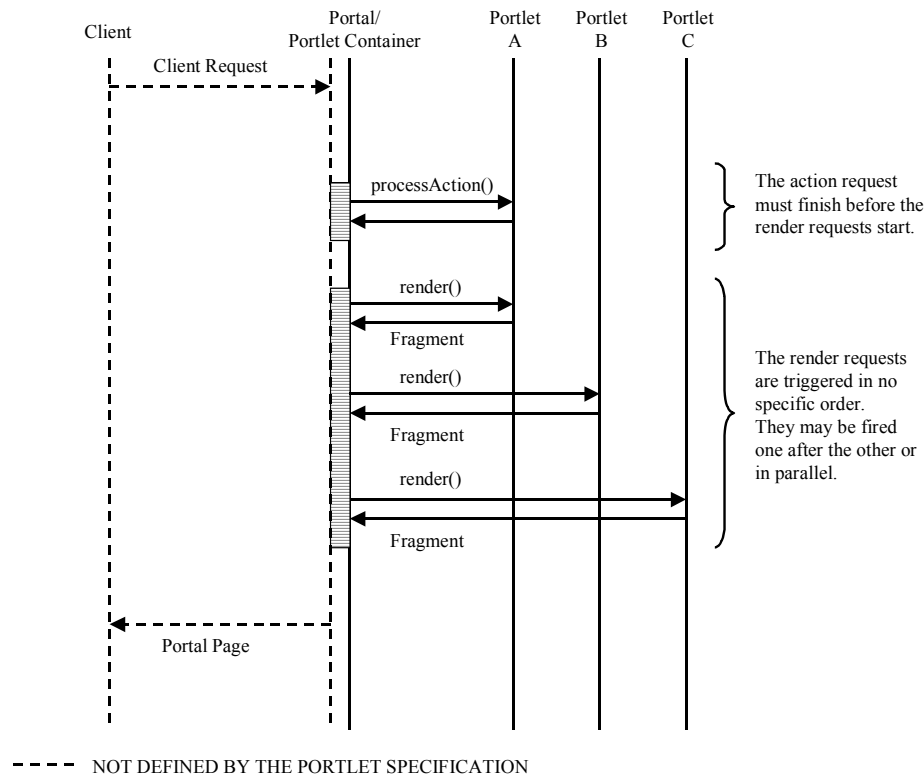 Client
Portal/
Portlet Container
Portlet
A
Portlet
B
Portlet
C
Client Request
processAction()
The action request
must finish before the
render requests start.
render()
Fragment
render()
Fragment
render()
Fragment
The render requests
are triggered in no
specific order.
They may be fired
one after the other or
in parallel.
Portal Page
NOT DEFINED BY THE PORTLET SPECIFICATION